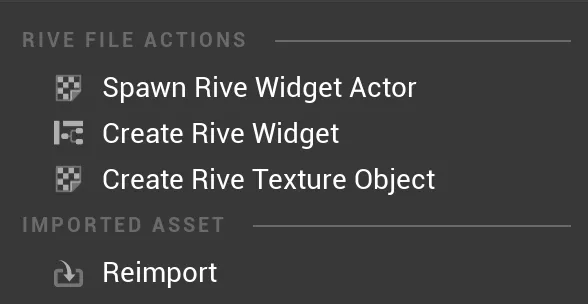 RIVE FILE ACTIONS
Spawn Rive Widget Actor
Create Rive Widget
Create Rive Texture Object
IMPORTED ASSET
Reimport